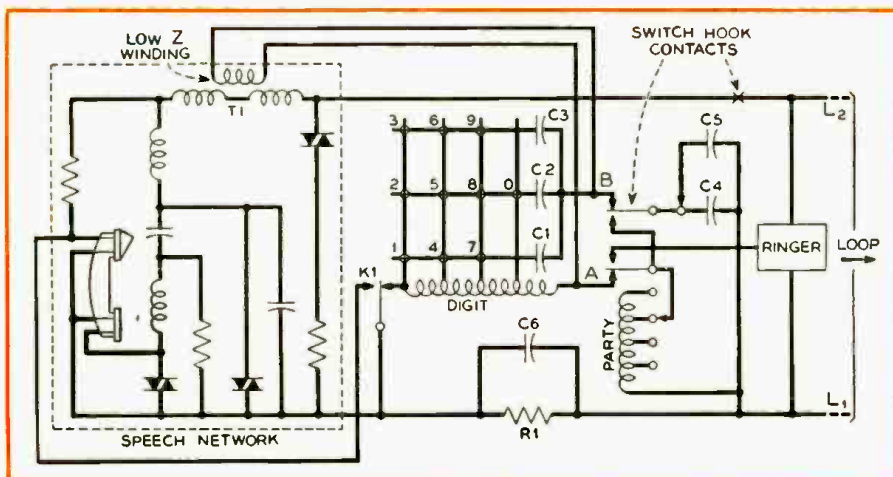 LOW Z
WINDING
SWITCH HOOK
CONTACTS
T1
L2
3 6 9
C3
C5
2 5 8 0
C2
B
C4
1 4 7
C1
K1
A
RINGER
LOOP
DIGIT
PARTY
C6
R1
L1
SPEECH NETWORK